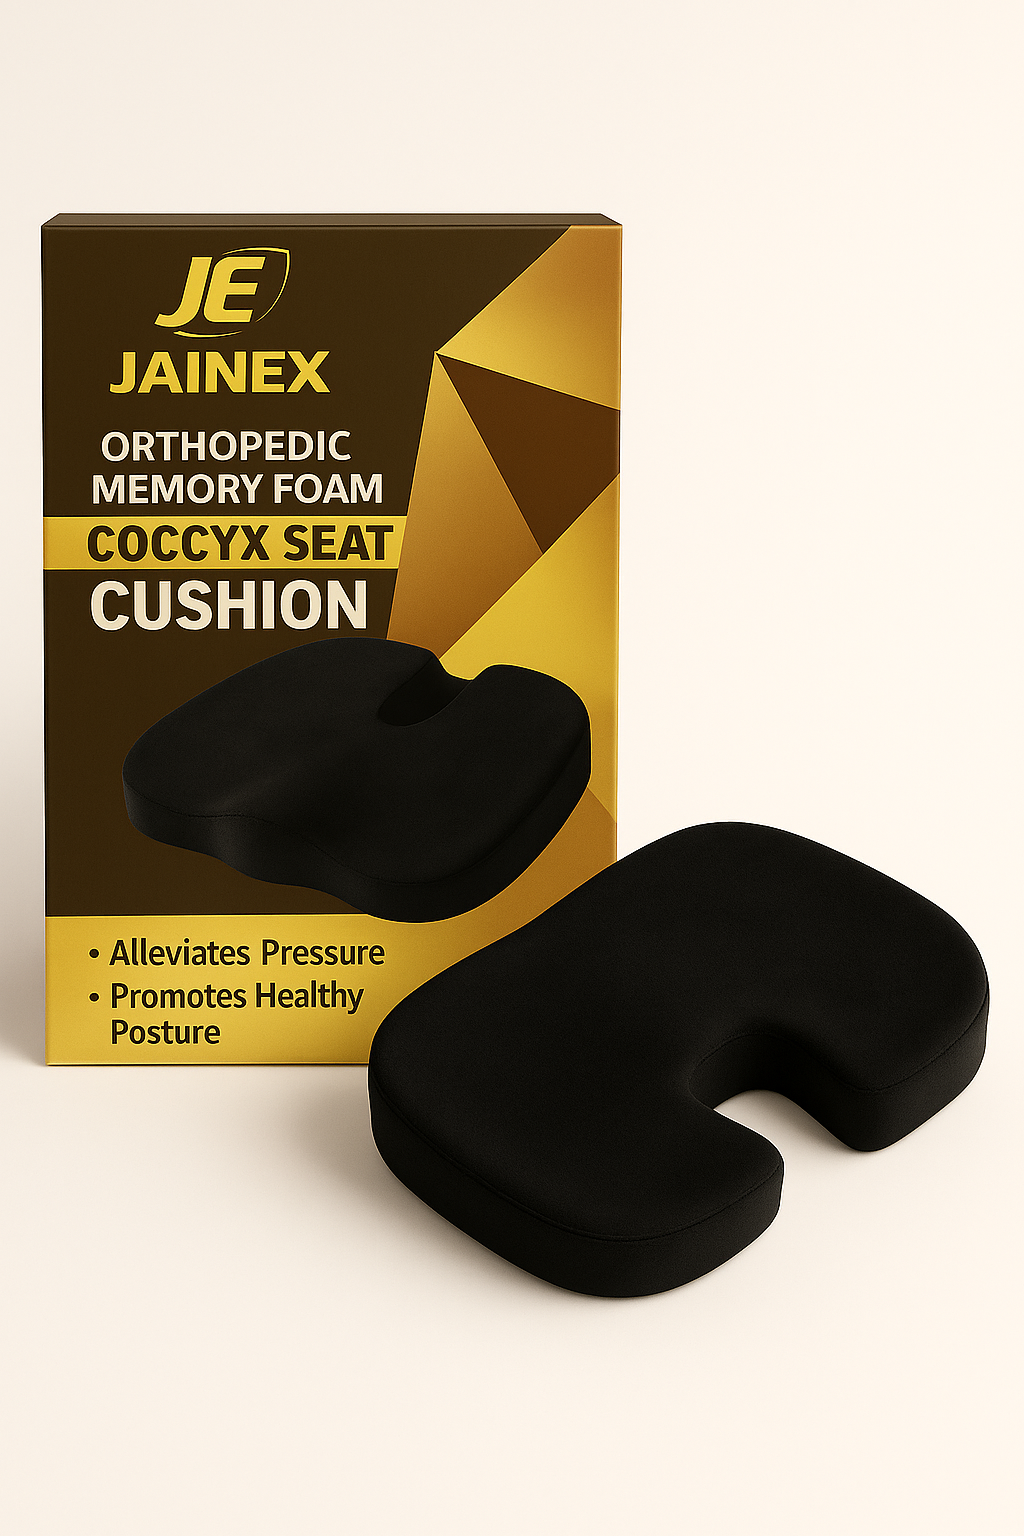 JE
JAINEX
ORTHOPEDIC
MEMORY FOAM
COCCYX SEAT
CUSHION
• Alleviates Pressure
• Promotes Healthy
Posture